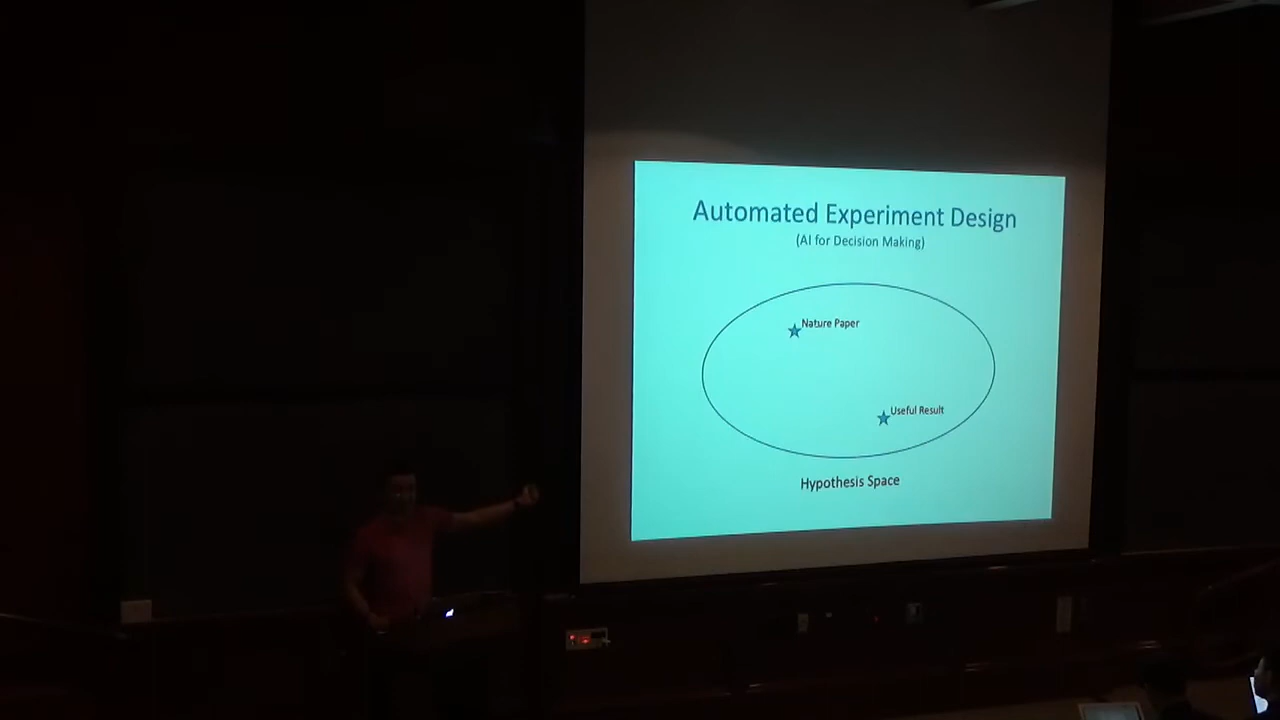 Automated Experiment Design
(AI for Decision Making)
Nature Paper
Useful Result
Hypothesis Space